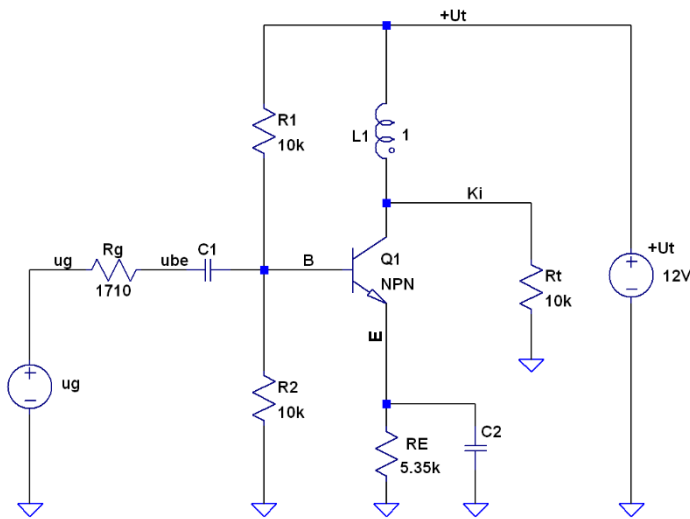 +Ut
R1
10k
L1
1
Ki
ug
Rg
1710
ube
C1
B
Q1
NPN
Rt
10k
+Ut
12V
E
ug
R2
10k
RE
5.35k
C2